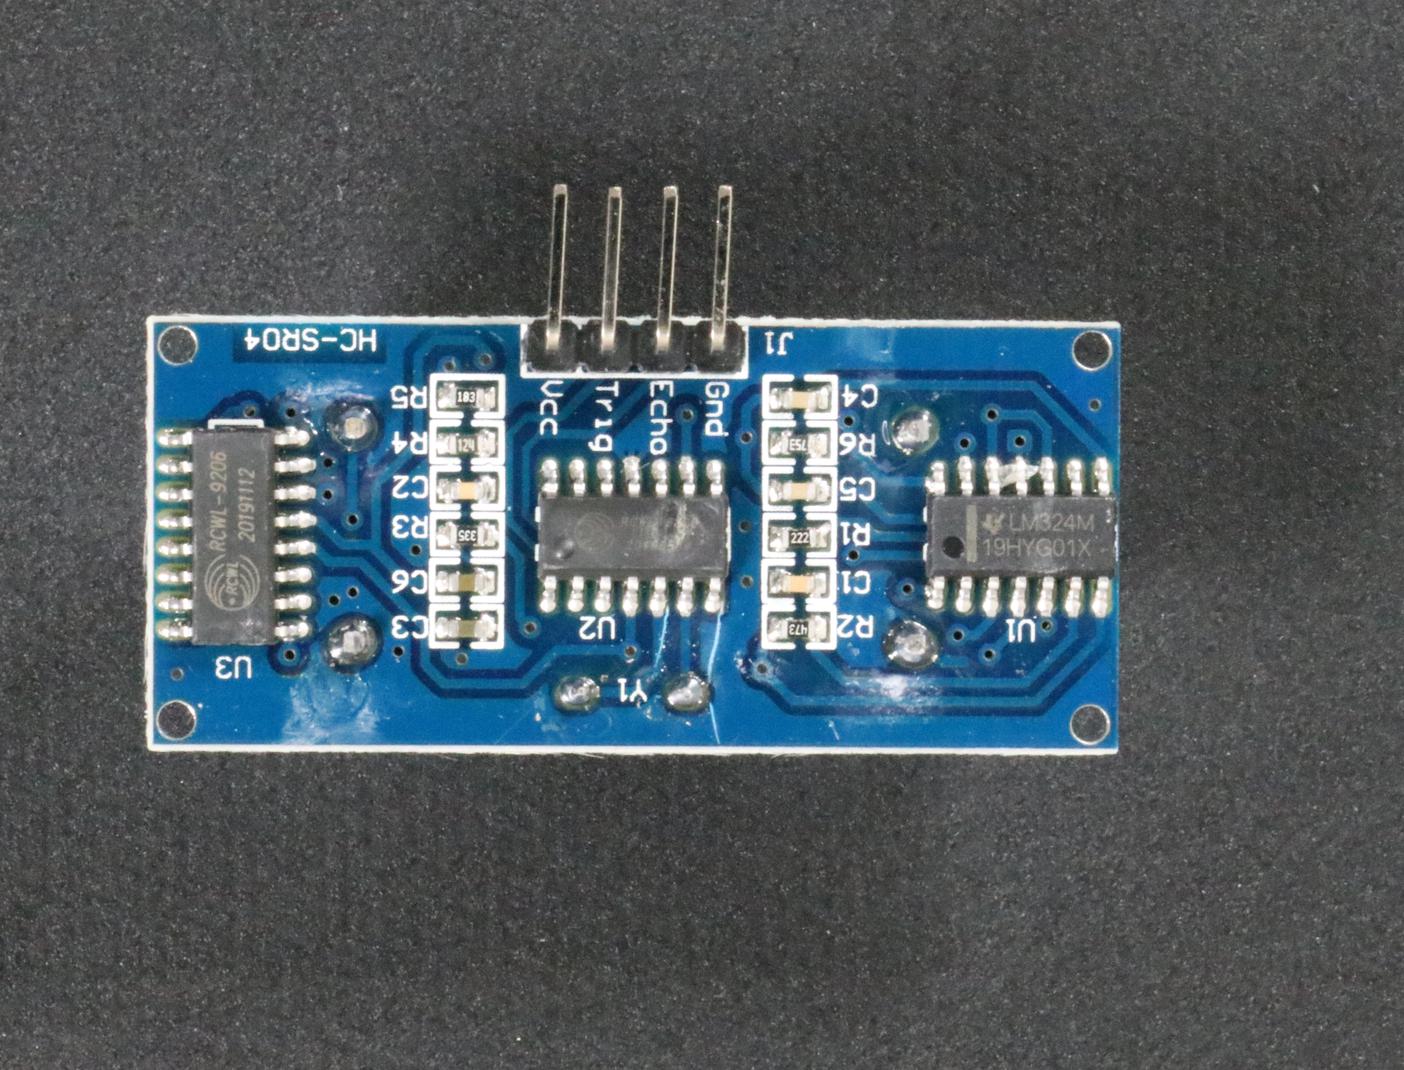 HC-SR04
J1
Vcc
Trig
Echo
Gnd
R5
103
C4
R4
124
R6
C2
C5
R3
335
R1
222
C6
C1
C3
R2
473
U3
RCWL-9206
20191112
RCWL
U2
LM324M
19HYG01X
U1
Y1